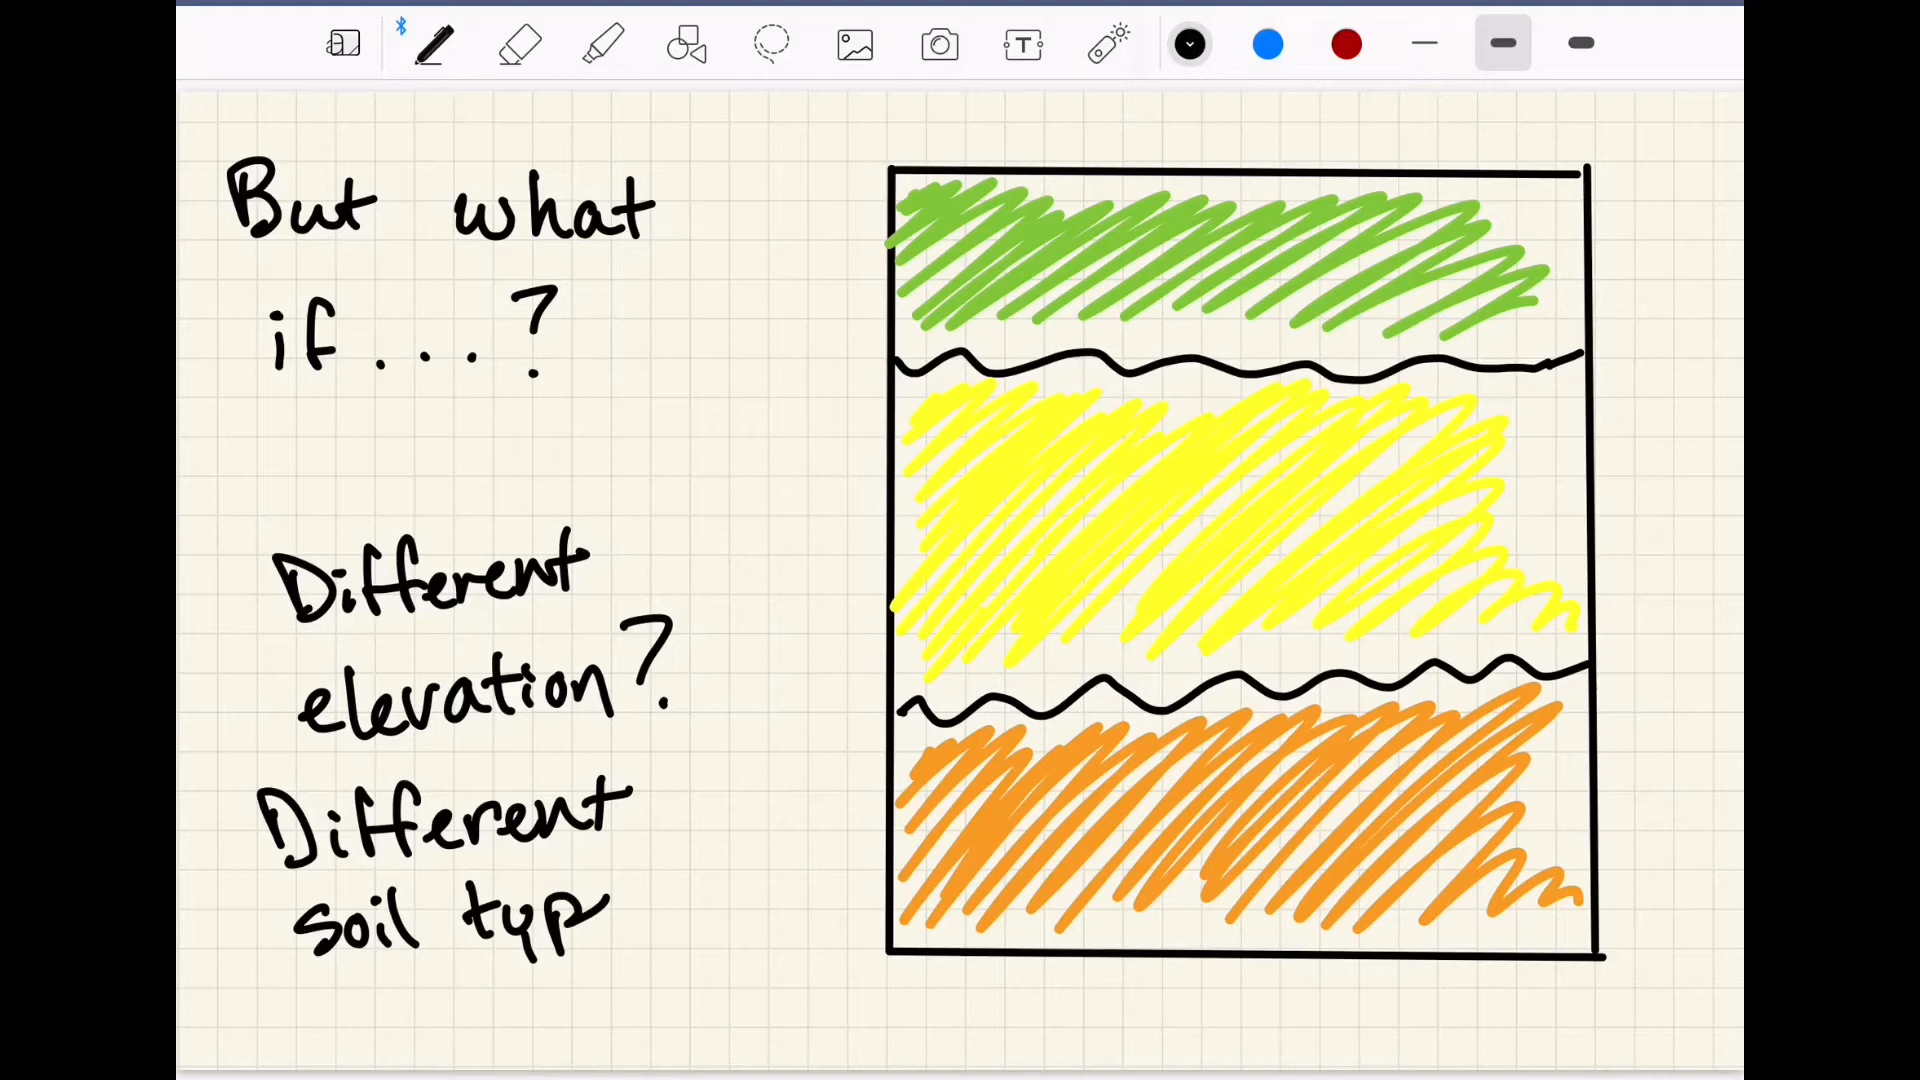 But what
if...?
Different
elevation?
Different
soil typ